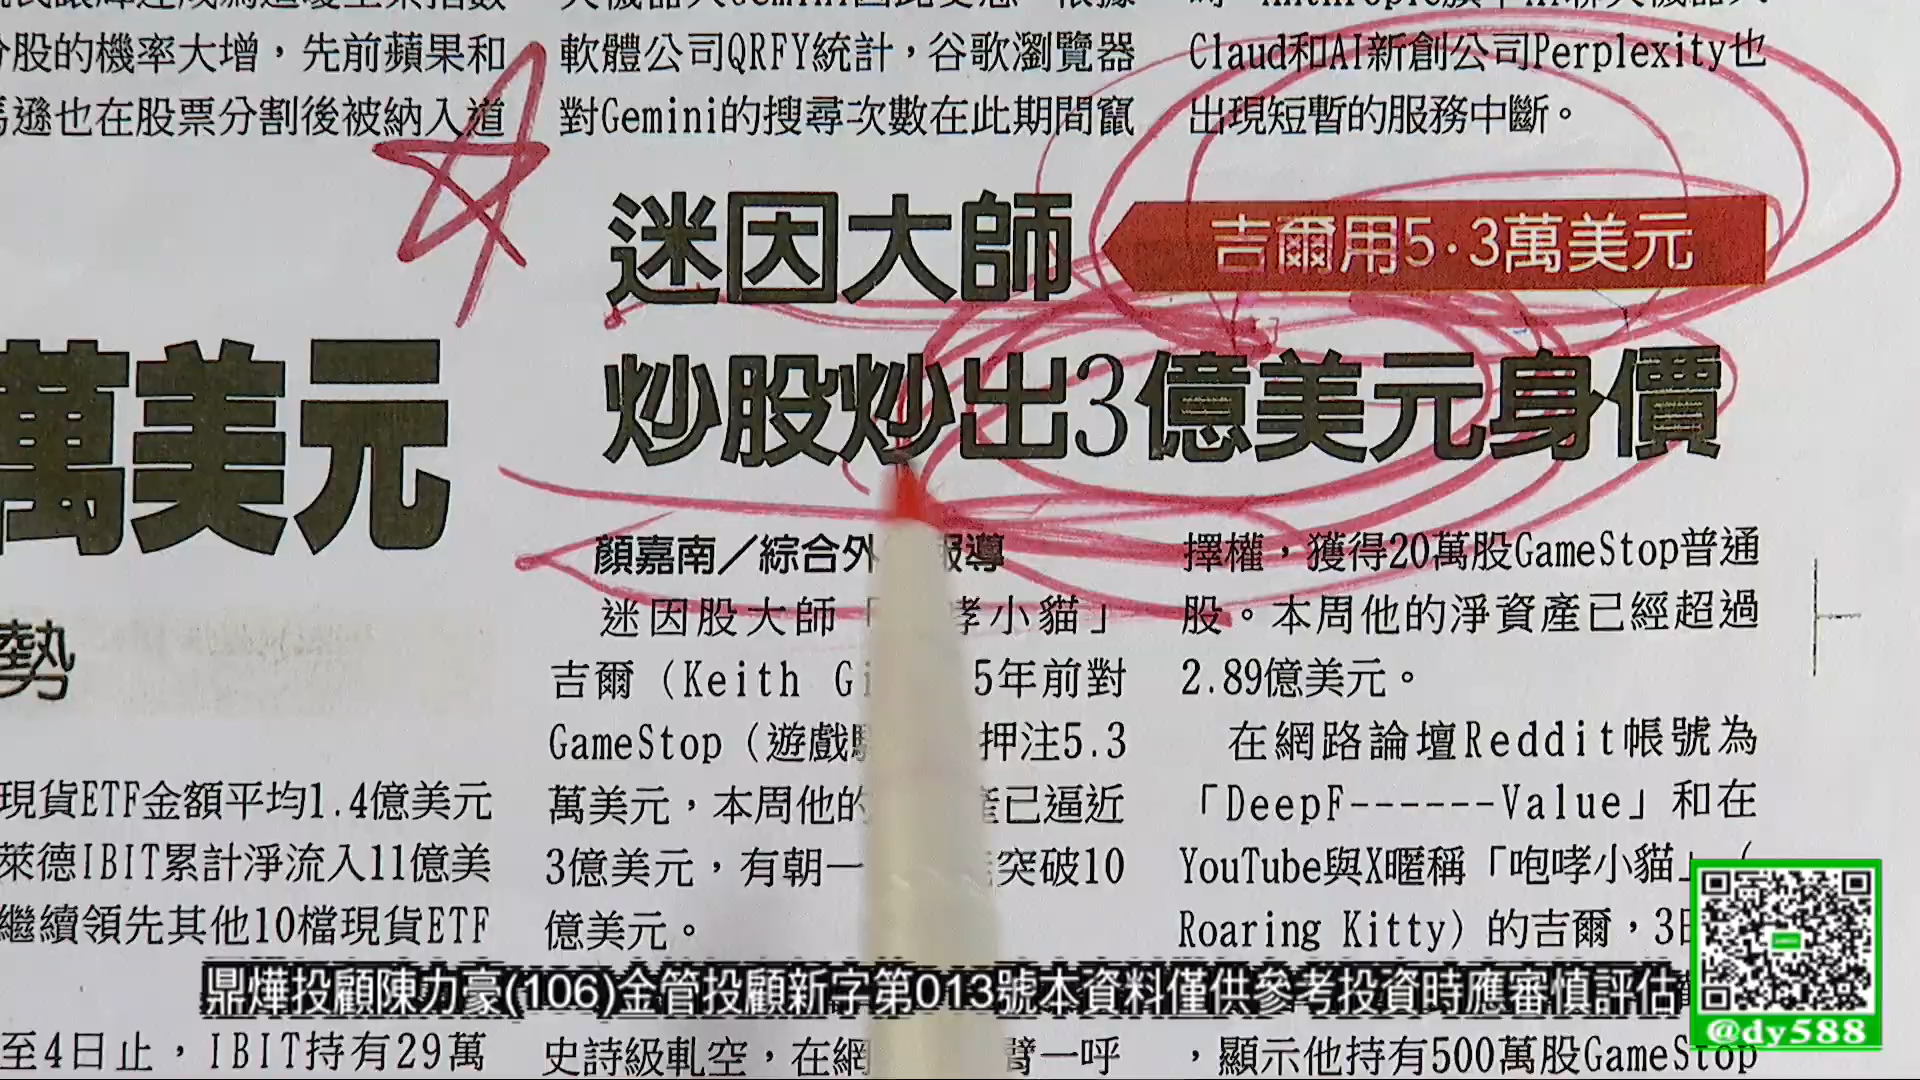 分股的機率大增，先前蘋果和
遜也在股票分割後被納入道
萬美元
勢
現貨ETF金額平均1.4億美元
萊德IBIT累計淨流入11億美
繼續領先其他10檔現貨ETF
至4日止，IBIT持有29萬
軟體公司QRFY統計，谷歌瀏覽器
對Gemini的搜尋次數在此期間竄
Claud和AI新創公司Perplexity也
出現短暫的服務中斷。
迷因大師
吉爾用5.3萬美元
炒股炒出3億美元身價
顏嘉南／綜合外 報導
迷因股大師「 哮小貓」
吉爾（Keith Gi 5年前對
GameStop（遊戲 押注5.3
萬美元，本周他的 產已逼近
3億美元，有朝一 突破10
億美元。
史詩級軋空，在網 臂一呼
擇權，獲得20萬股GameStop普通
股。本周他的淨資產已經超過
2.89億美元。
在網路論壇Reddit帳號為
「DeepF------Value」和在
YouTube與X暱稱「咆哮小貓」（
Roaring Kitty）的吉爾，3
，顯示他持有500萬股GameStop
鼎燁投顧陳力豪(106)金管投顧新字第013號本資料僅供參考投資時應審慎評估
@dy588